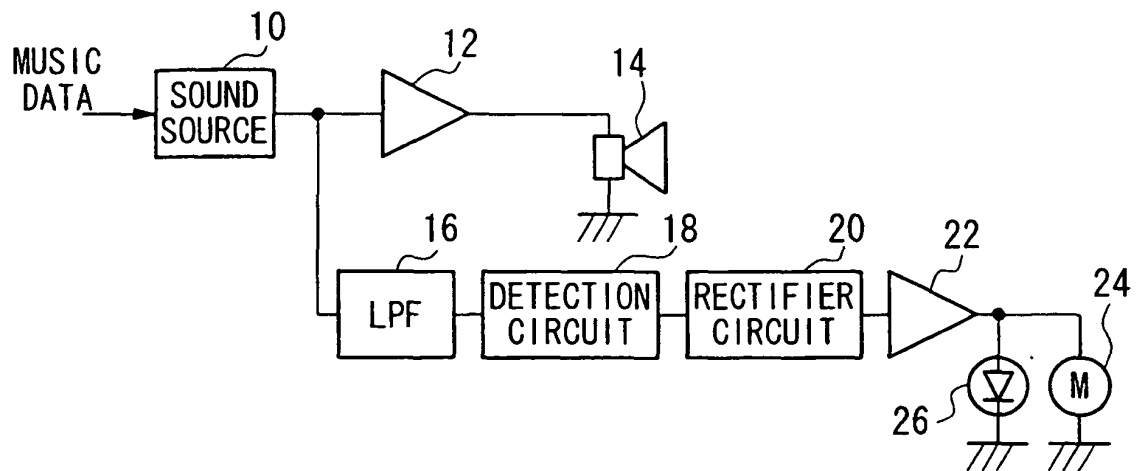 10
12
14
MUSIC
DATA
SOUND
SOURCE
16
18
20
22
24
LPF
DETECTION
CIRCUIT
RECTIFIER
CIRCUIT
M
26